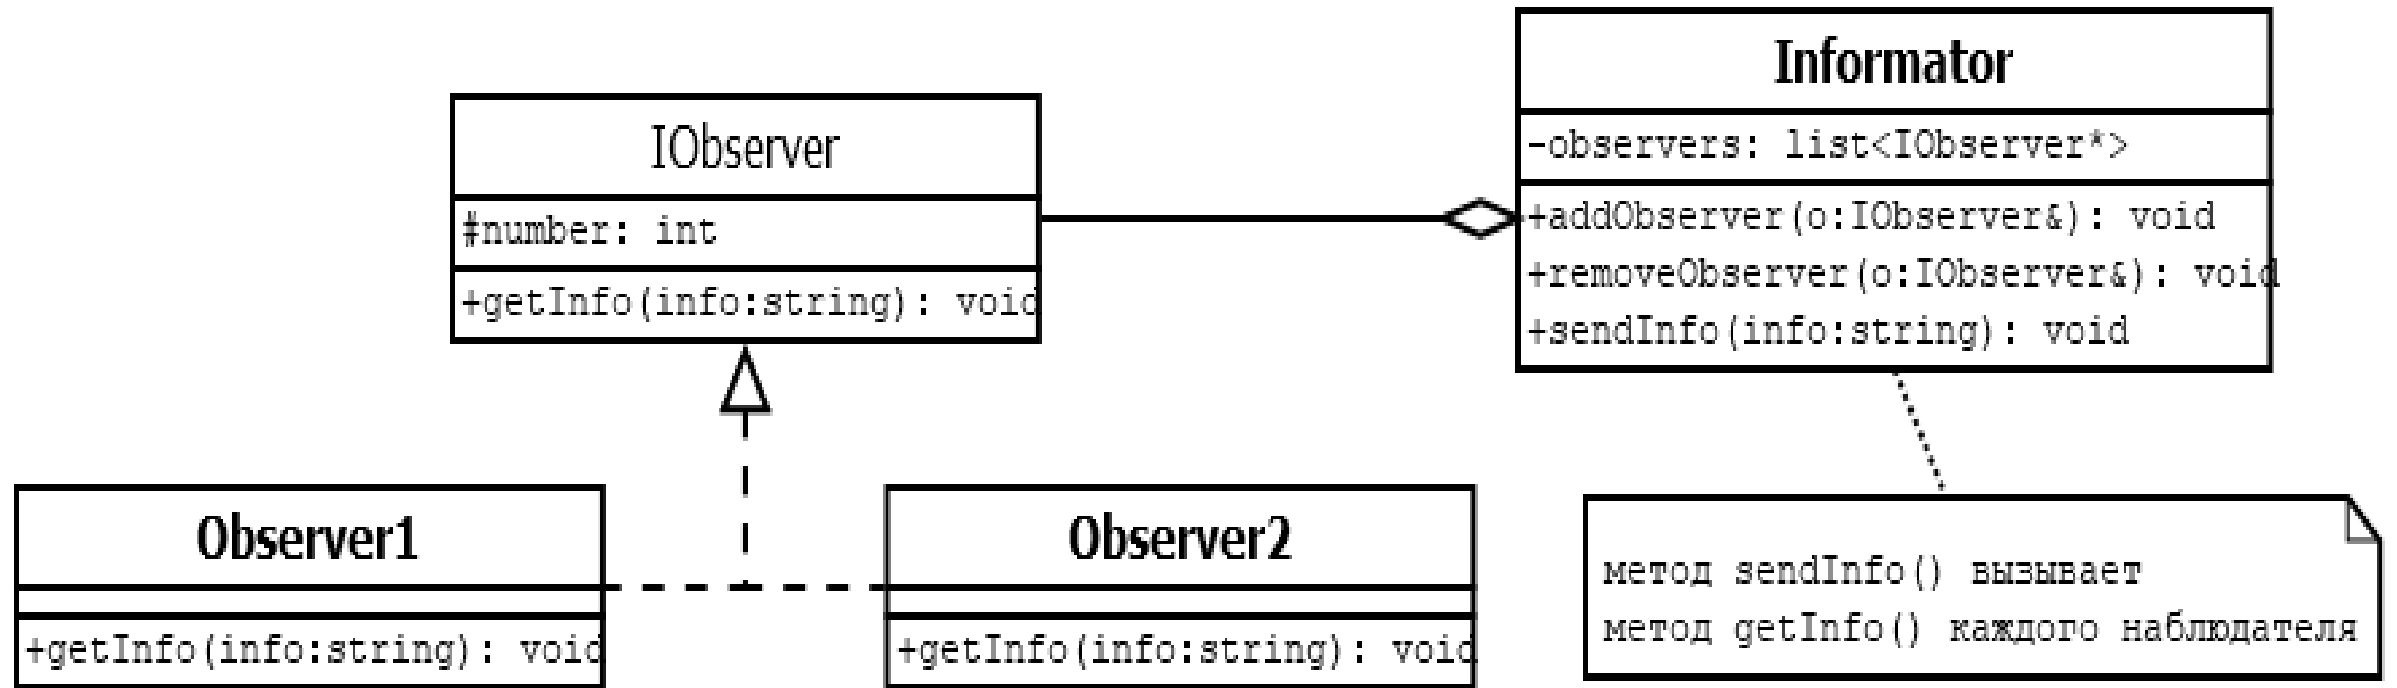 IObserver
#number: int
+getInfo(info:string): void
Informator
-observers: list<IObserver*>
+addObserver(o:IObserver&): void
+removeObserver(o:IObserver&): void
+sendInfo(info:string): void
Observer1
+getInfo(info:string): void
Observer2
+getInfo(info:string): void
метод sendInfo() вызывает
метод getInfo() каждого наблюдателя